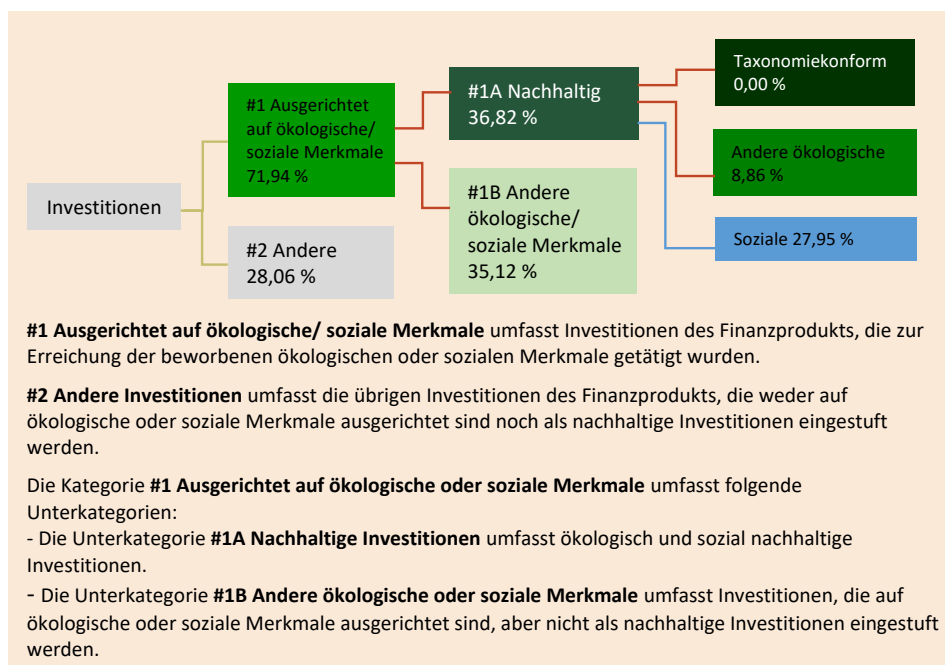 Investitionen
#1 Ausgerichtet
auf ökologische/
soziale Merkmale
71,94 %
#2 Andere
28,06 %
#1A Nachhaltig
36,82 %
#1B Andere
ökologische/
soziale Merkmale
35,12 %
Taxonomiekonform
0,00 %
Andere ökologische
8,86 %
Soziale 27,95 %
#1 Ausgerichtet auf ökologische/ soziale Merkmale umfasst Investitionen des Finanzprodukts, die zur
Erreichung der beworbenen ökologischen oder sozialen Merkmale getätigt wurden.
#2 Andere Investitionen umfasst die übrigen Investitionen des Finanzprodukts, die weder auf
ökologische oder soziale Merkmale ausgerichtet sind noch als nachhaltige Investitionen eingestuft
werden.
Die Kategorie #1 Ausgerichtet auf ökologische oder soziale Merkmale umfasst folgende
Unterkategorien:
- Die Unterkategorie #1A Nachhaltige Investitionen umfasst ökologisch und sozial nachhaltige
Investitionen.
- Die Unterkategorie #1B Andere ökologische oder soziale Merkmale umfasst Investitionen, die auf
ökologische oder soziale Merkmale ausgerichtet sind, aber nicht als nachhaltige Investitionen eingestuft
werden.